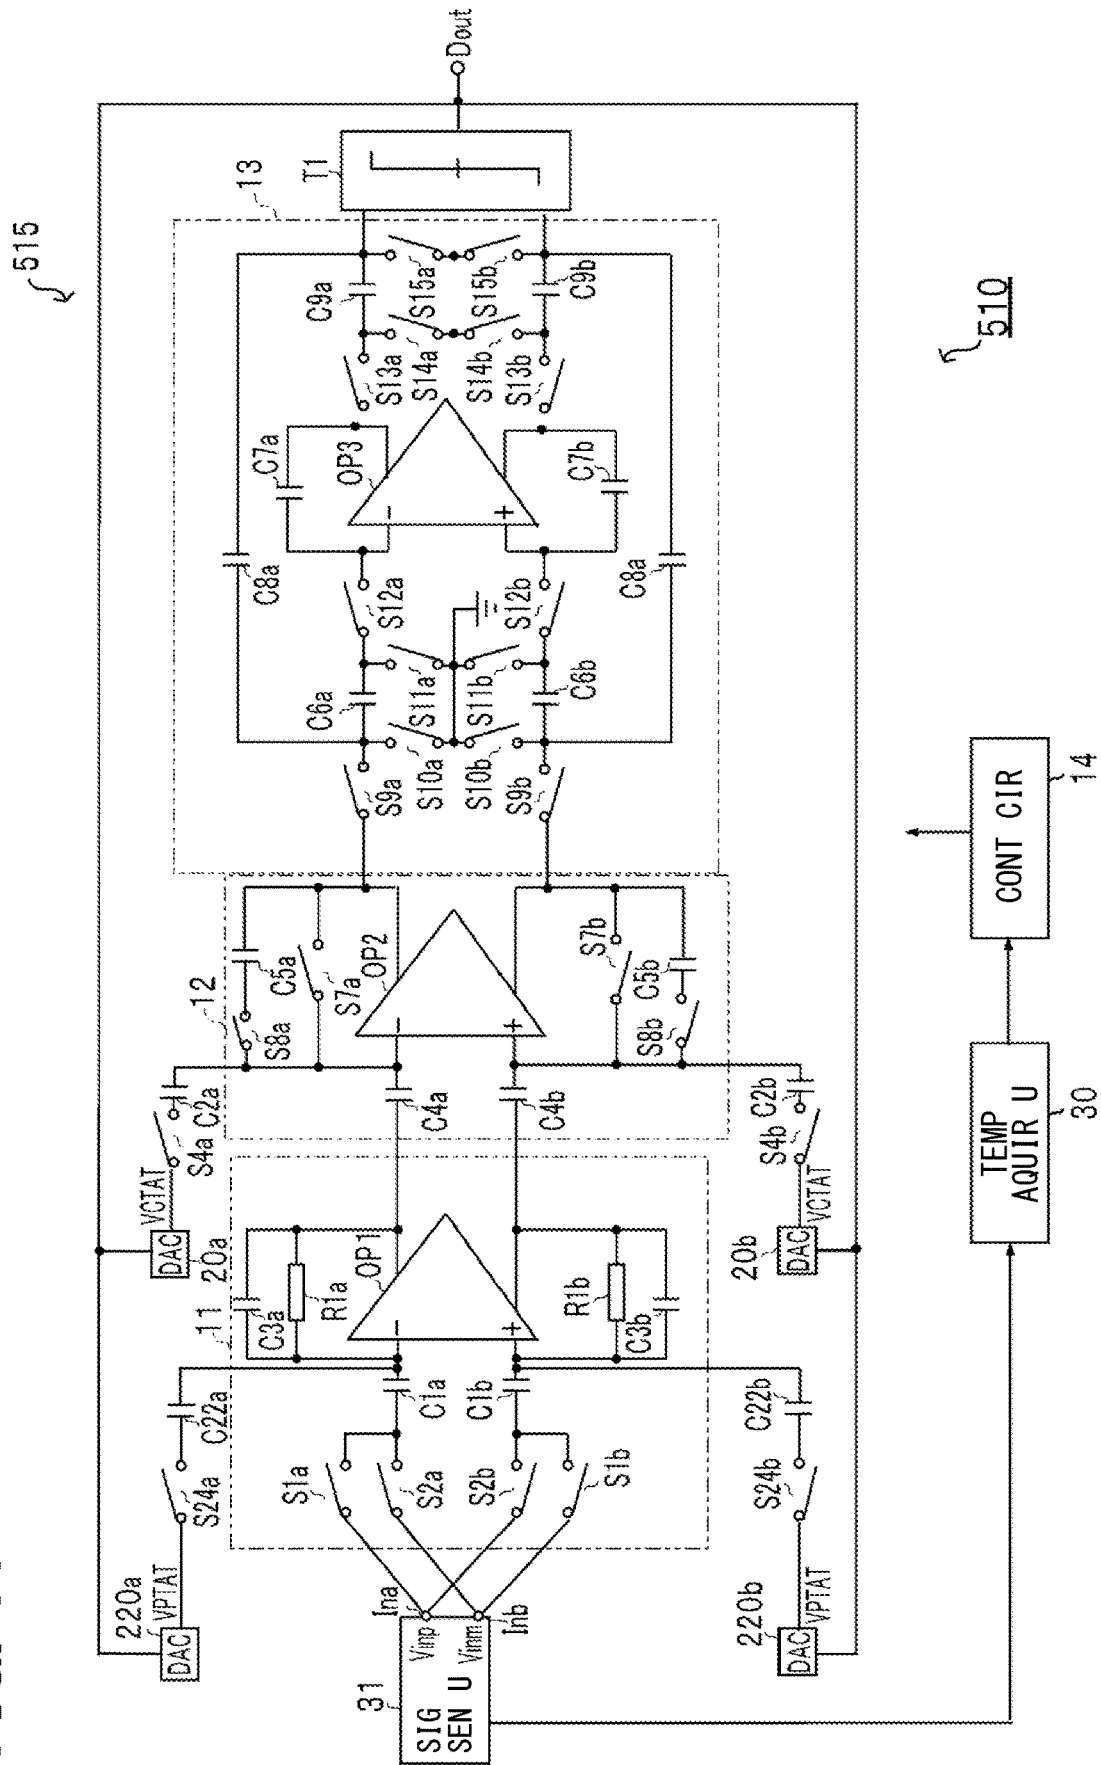 515
510
Dout
T1
13
C9a
S15a
S15b
C9b
S13a
S14a
S14b
S13b
C7a
OP3
−
+
C7b
C8a
S12a
S12b
C8a
C6a
S11a
S11b
C6b
S9a
S10a
S10b
S9b
12
C5a
S7a
S8a
OP2
−
+
S7b
C5b
S8b
C2a
S4a
VCTAT
DAC
20a
C4a
C4b
C2b
S4b
VCTAT
DAC
20b
11
C3a
R1a
OP1
−
+
R1b
C3b
C22a
S24a
VPTAT
DAC
220a
C1a
C1b
S1a
S2a
S2b
S1b
C22b
S24b
VPTAT
DAC
220b
Ina
Inb
Vinp
Vinm
31
SIG
SEN U
TEMP
AQUIR U
30
CONT CIR
14